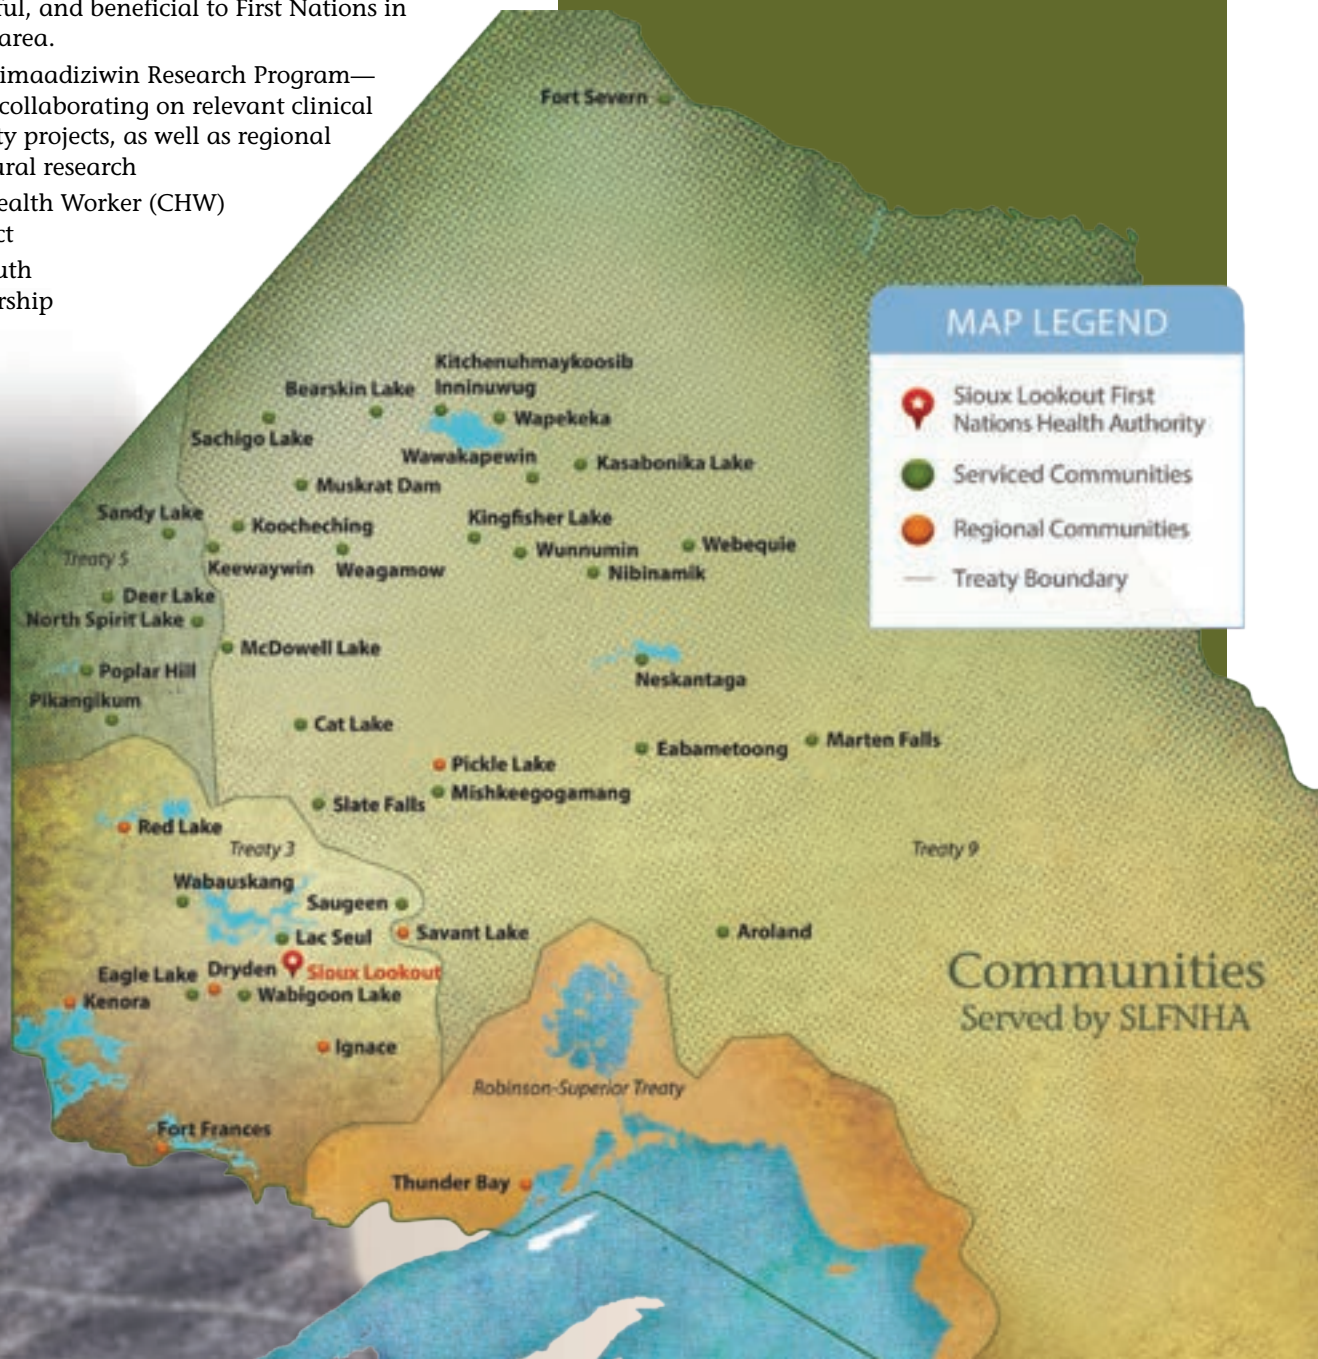 ful, and beneficial to First Nations in
area.
imaadiziwin Research Program—
collaborating on relevant clinical
ty projects, as well as regional
ural research
ealth Worker (CHW)
ct
uth
rship
Fort Severn
MAP LEGEND
Sioux Lookout First
Nations Health Authority
Serviced Communities
Regional Communities
Treaty Boundary
Kitchenuhmaykoosib
Inninuwug
Bearskin Lake
Wapekeka
Sachigo Lake
Wawakapewin
Kasabonika Lake
Muskrat Dam
Sandy Lake
Koocheching
Kingfisher Lake
Wunnumin
Webequie
Treaty 5
Keewaywin
Weagamow
Nibinamik
Deer Lake
North Spirit Lake
McDowell Lake
Poplar Hill
Neskantaga
Pikangikum
Cat Lake
Eabametoong
Marten Falls
Pickle Lake
Mishkeegogamang
Slate Falls
Red Lake
Treaty 3
Treaty 9
Wabauskang
Saugeen
Savant Lake
Aroland
Lac Seul
Eagle Lake
Dryden
Sioux Lookout
Kenora
Wabigoon Lake
Communities
Served by SLFNHA
Ignace
Robinson-Superior Treaty
Fort Frances
Thunder Bay